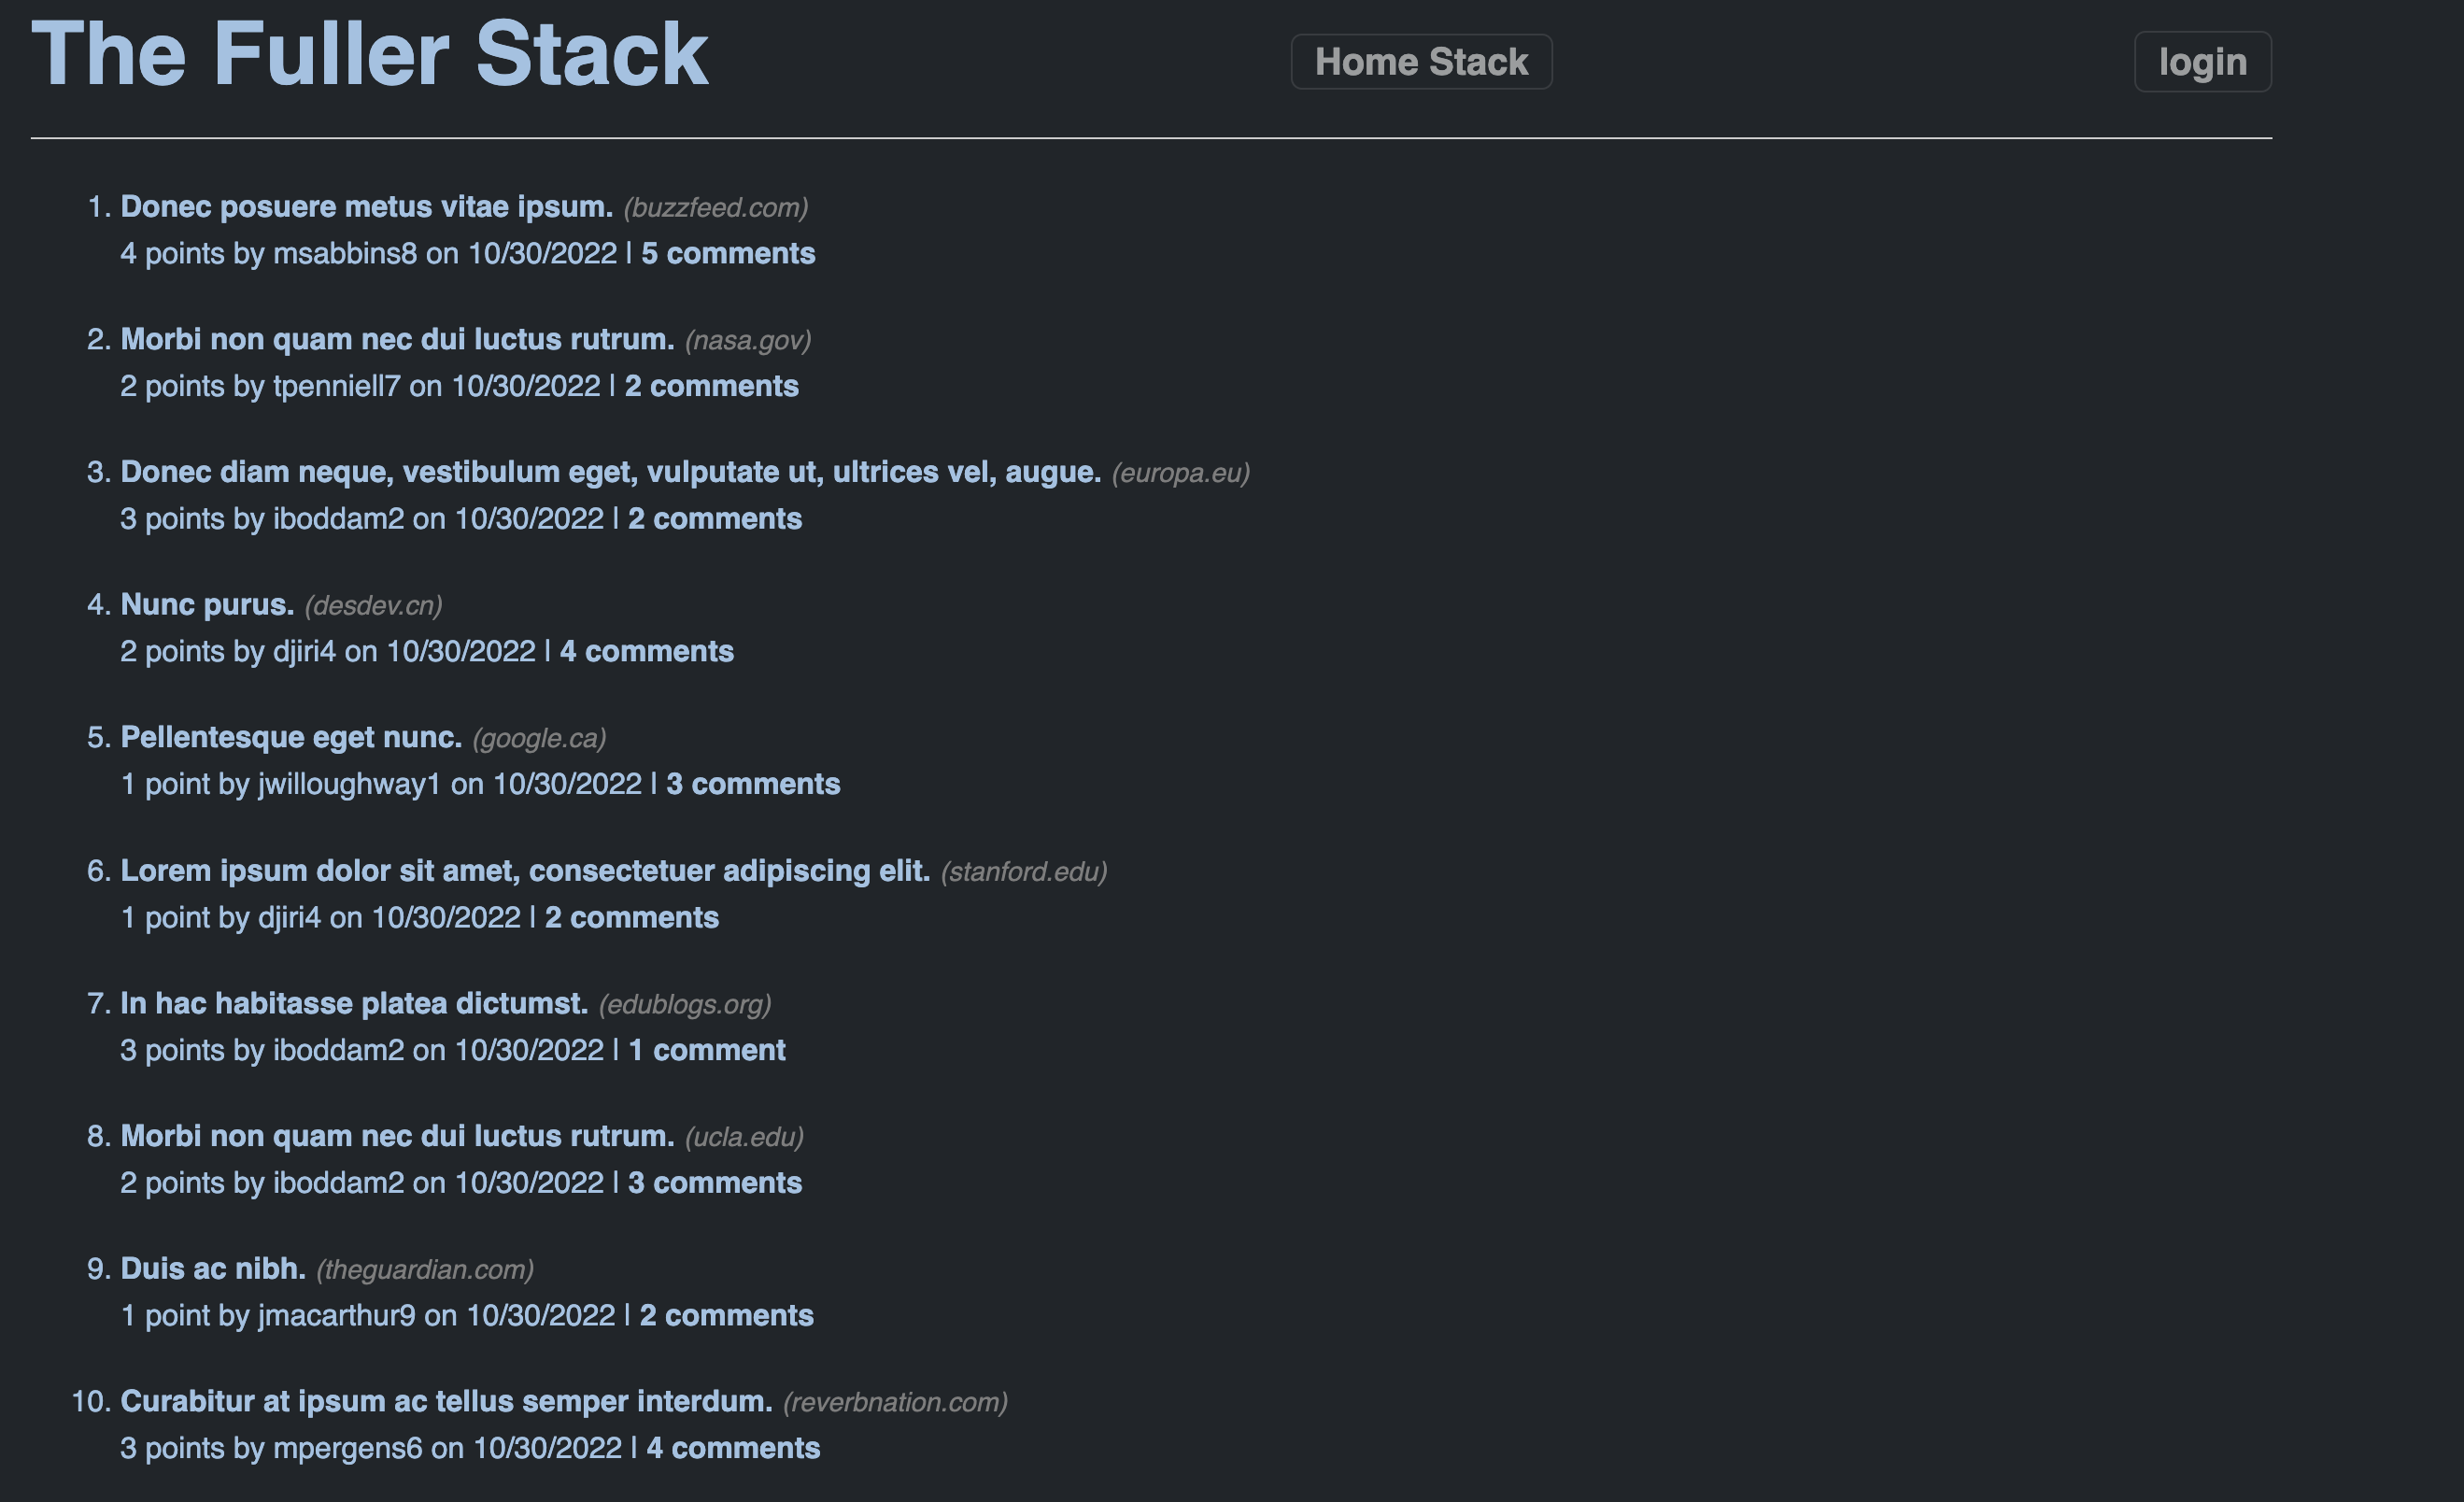 The Fuller Stack
Home Stack
login
1. Donec posuere metus vitae ipsum. (buzzfeed.com)
4 points by msabbins8 on 10/30/2022 | 5 comments
2. Morbi non quam nec dui luctus rutrum. (nasa.gov)
2 points by tpenniell7 on 10/30/2022 | 2 comments
3. Donec diam neque, vestibulum eget, vulputate ut, ultrices vel, augue. (europa.eu)
3 points by iboddam2 on 10/30/2022 | 2 comments
4. Nunc purus. (desdev.cn)
2 points by djiri4 on 10/30/2022 | 4 comments
5. Pellentesque eget nunc. (google.ca)
1 point by jwilloughway1 on 10/30/2022 | 3 comments
6. Lorem ipsum dolor sit amet, consectetuer adipiscing elit. (stanford.edu)
1 point by djiri4 on 10/30/2022 | 2 comments
7. In hac habitasse platea dictumst. (edublogs.org)
3 points by iboddam2 on 10/30/2022 | 1 comment
8. Morbi non quam nec dui luctus rutrum. (ucla.edu)
2 points by iboddam2 on 10/30/2022 | 3 comments
9. Duis ac nibh. (theguardian.com)
1 point by jmacarthur9 on 10/30/2022 | 2 comments
10. Curabitur at ipsum ac tellus semper interdum. (reverbnation.com)
3 points by mpergens6 on 10/30/2022 | 4 comments